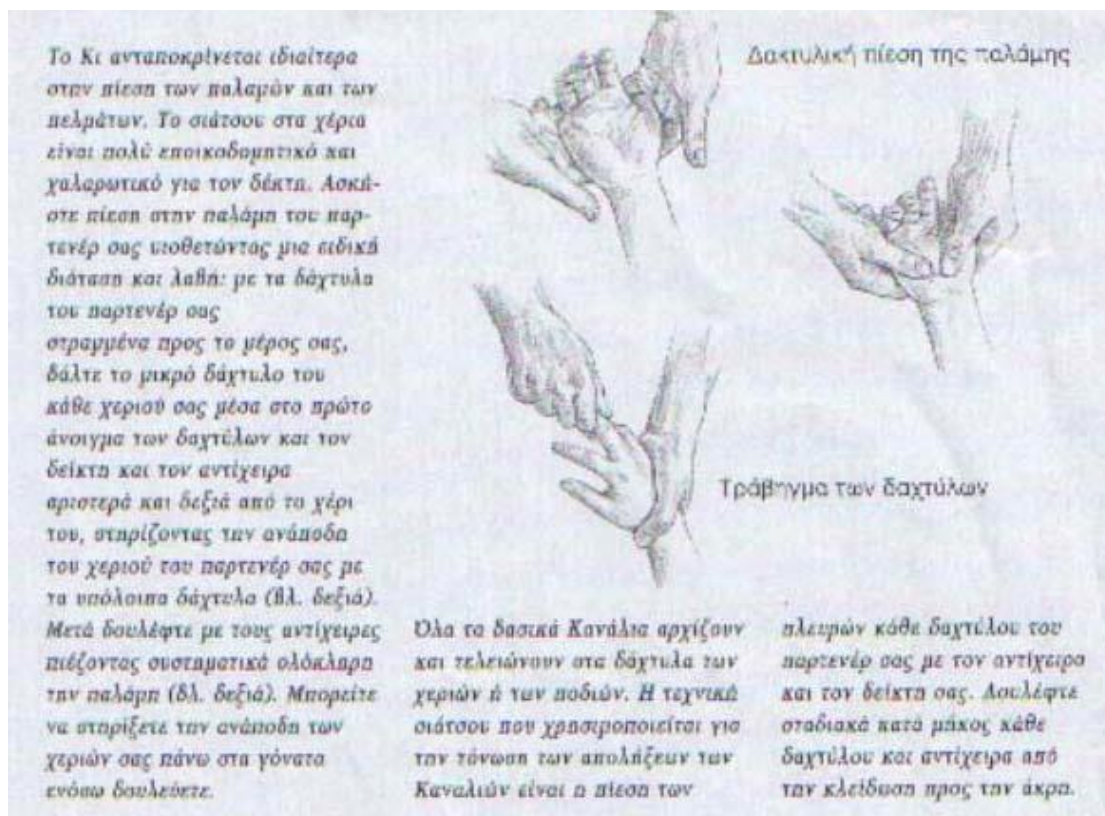 Το Κι ανταποκρίνεται ιδιαίτερα
στην πίεση των παλαμών και των
πελμάτων. Το σιάτσου στα χέρια
είναι πολύ εποικοδομητικό και
χαλαρωτικό για τον δέκτη. Ασκή-
στε πίεση στην παλάμη του παρ-
τενέρ σας υιοθετώντας μια ειδική
διάταση και λαβή: με τα δάχτυλα
του παρτενέρ σας
στραμμένα προς το μέρος σας,
βάλτε το μικρό δάχτυλο του
κάθε χεριού σας μέσα στο πρώτο
άνοιγμα των δαχτύλων και τον
δείκτη και τον αντίχειρα
αριστερά και δεξιά από το χέρι
του, στηρίζοντας την ανάποδη
του χεριού του παρτενέρ σας με
τα υπόλοιπα δάχτυλα (βλ. δεξιά).
Μετά δουλέψτε με τους αντίχειρες
πιέζοντας συστηματικά ολόκληρη
την παλάμη (βλ. δεξιά). Μπορείτε
να στηρίξετε την ανάποδη των
χεριών σας πάνω στα γόνατα
ενόσω δουλεύετε.
Δακτυλική πίεση της παλάμης
Τράβηγμα των δαχτύλων
Όλα τα βασικά Κανάλια αρχίζουν
και τελειώνουν στα δάχτυλα των
χεριών ή των ποδιών. Η τεχνική
σιάτσου που χρησιμοποιείται για
την τόνωση των απολήξεων των
Καναλιών είναι η πίεση των
πλευρών κάθε δαχτύλου του
παρτενέρ σας με τον αντίχειρα
και τον δείκτη σας. Δουλέψτε
σταδιακά κατά μήκος κάθε
δαχτύλου και αντίχειρα από
την κλείδωση προς την άκρη.